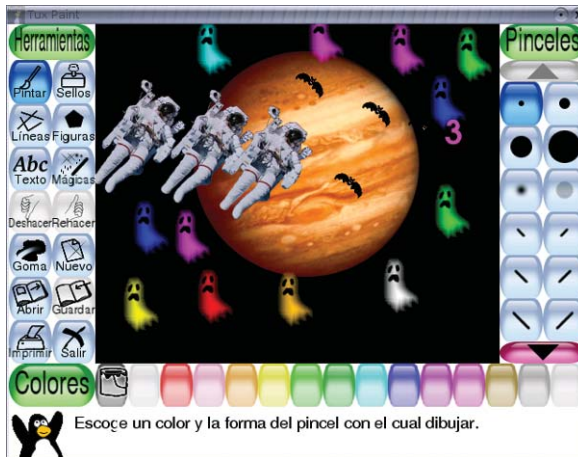 Tux Paint
Herramientas
Pinceles
Pintar Sellos
Líneas Figuras
Abc
Texto Mágicas
Deshacer Rehacer
Goma Nuevo
Abrir Guardar
Imprimir Salir
3
Colores
Escoge un color y la forma del pincel con el cual dibujar.